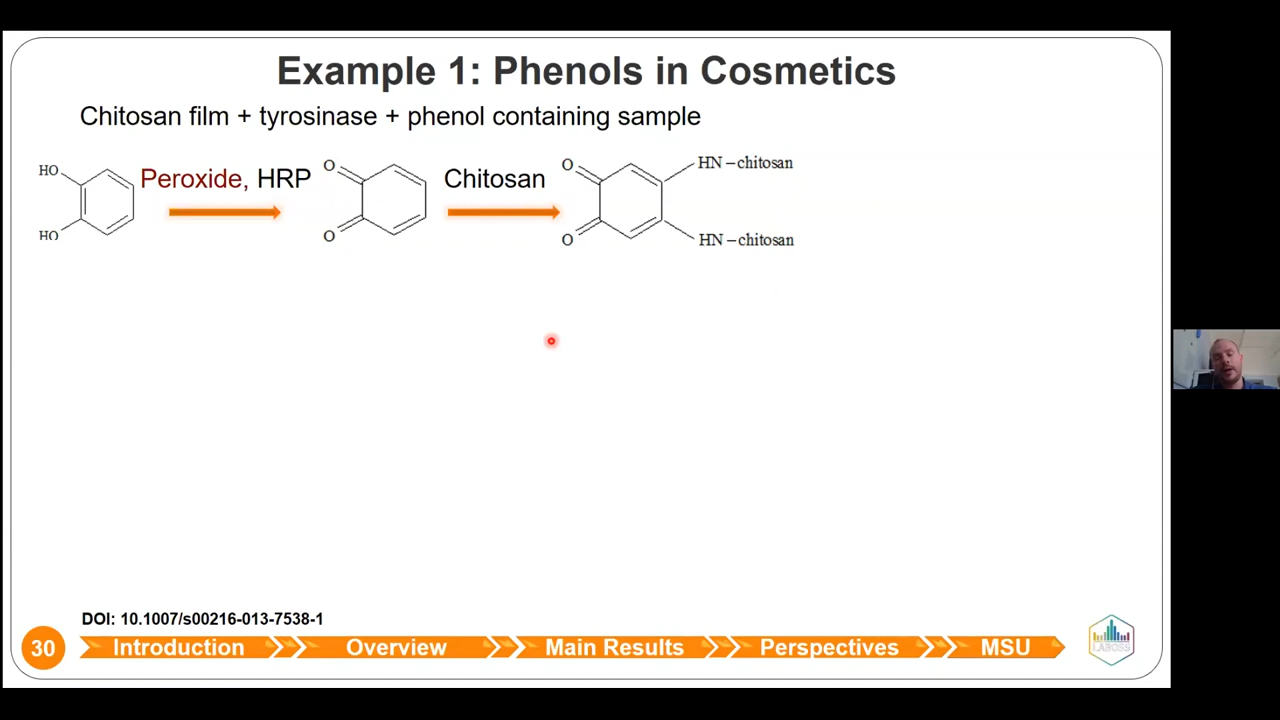 Example 1: Phenols in Cosmetics
Chitosan film + tyrosinase + phenol containing sample
HO
HO
Peroxide, HRP
O
O
Chitosan
O
O
HN–chitosan
HN–chitosan
DOI: 10.1007/s00216-013-7538-1
30
Introduction
Overview
Main Results
Perspectives
MSU
LABOSS